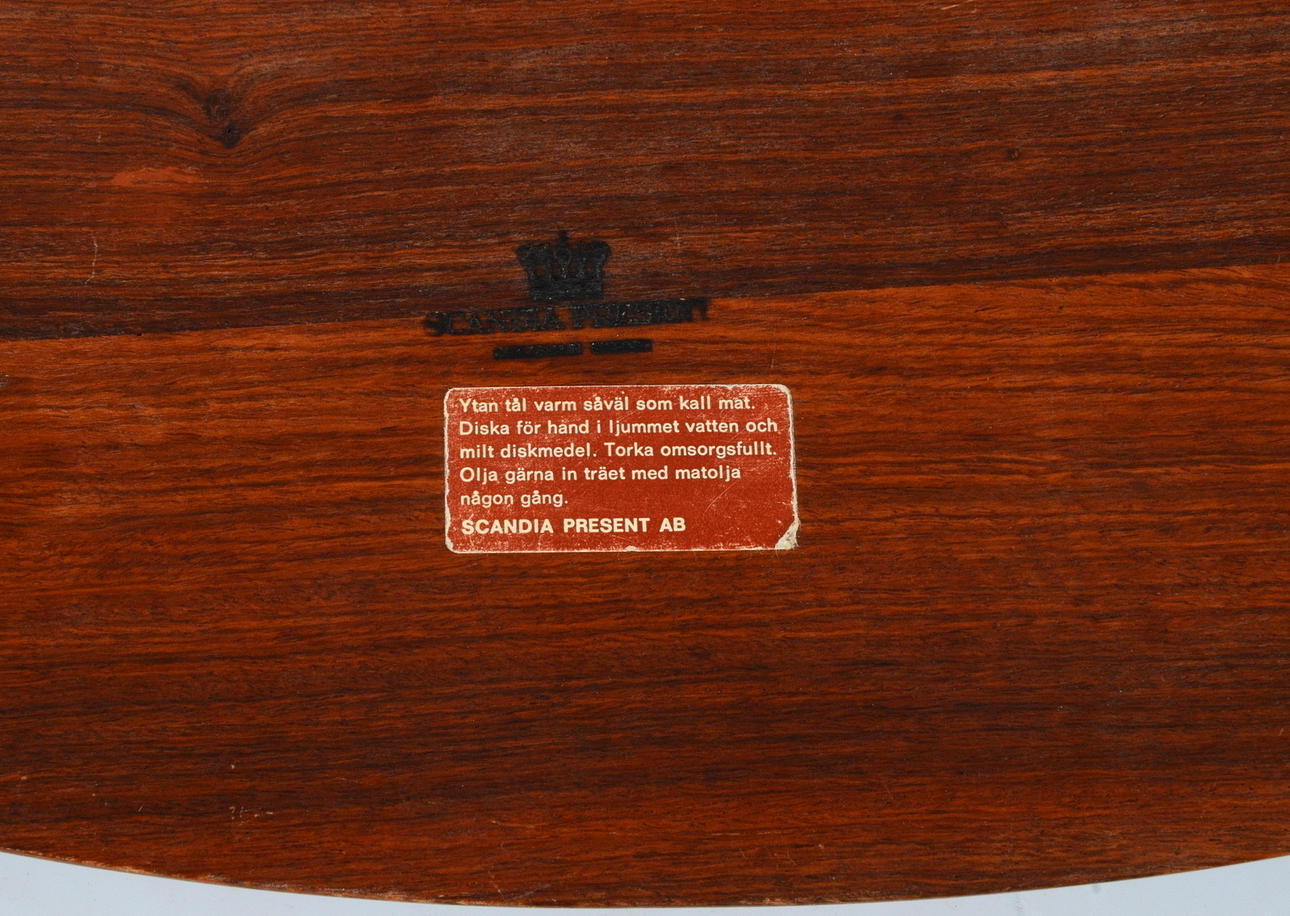 SCANDIA PRESENT
Ytan tål varm såväl som kall mat.
Diska för hand i ljummet vatten och
milt diskmedel. Torka omsorgsfullt.
Olja gärna in träet med matolja
någon gång.
SCANDIA PRESENT AB